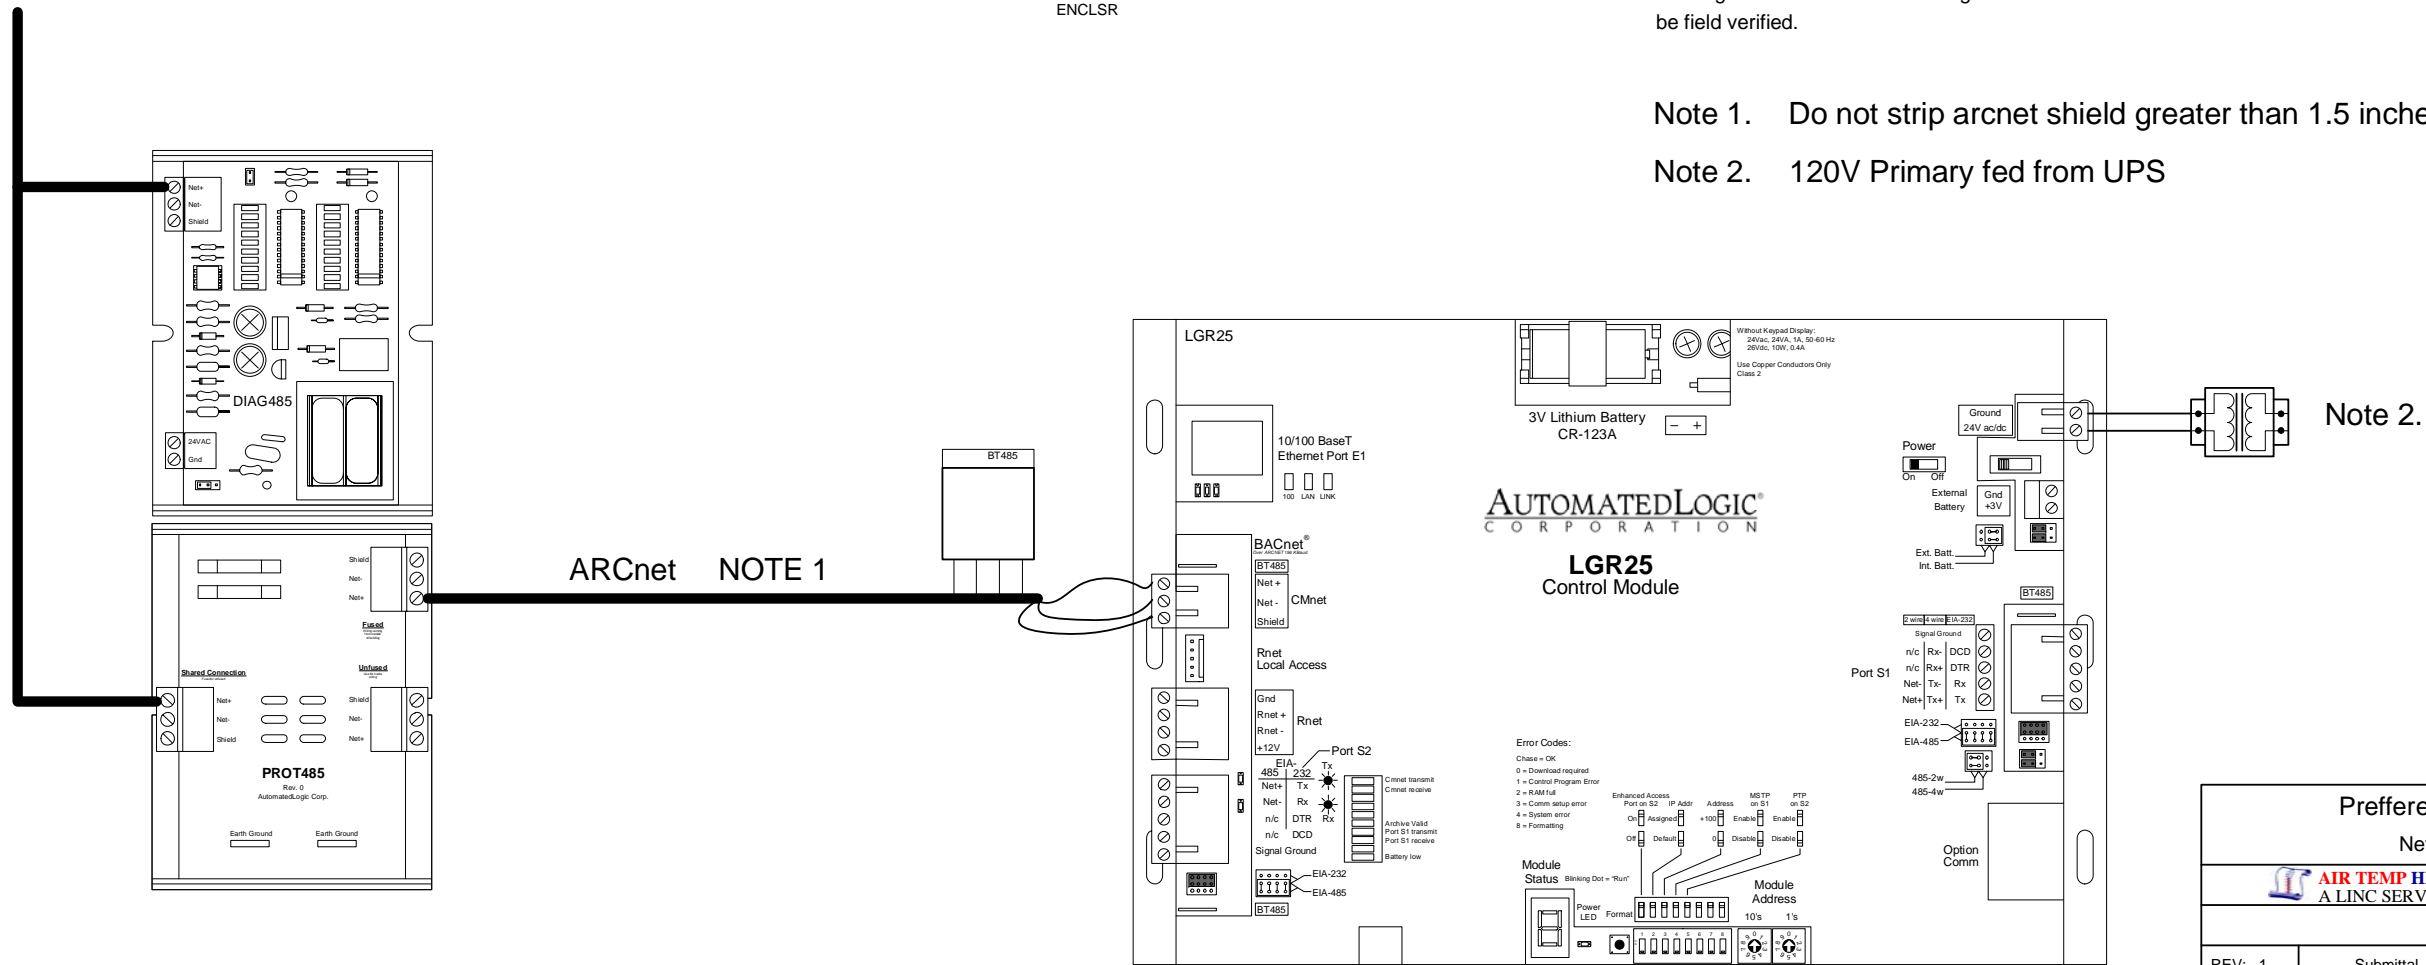 ENCLSR
be field verified.
Note 1. Do not strip arcnet shield greater than 1.5 inche
Note 2. 120V Primary fed from UPS
Net+
Net-
Shield
DIAG485
24VAC
Gnd
Shield
Net-
Net+
Fused
Shared Connection
Unfused
Net+
Net-
Shield
Shield
Net-
Net+
PROT485
Rev. 0
AutomatedLogic Corp.
Earth Ground Earth Ground
ARCnet NOTE 1
BT485
LGR25
10/100 BaseT
Ethernet Port E1
100 LAN LINK
BACnet®
BT485
Net +
Net -
Shield
CMnet
Rnet
Local Access
Gnd
Rnet +
Rnet -
+12V
Rnet
Port S2
EIA-
485 232
Net+ Tx
Net- Rx
n/c DTR
n/c DCD
Signal Ground
Tx
Rx
EIA-232
EIA-485
BT485
Cmnet transmit
Cmnet receive
Archive Valid
Port S1 transmit
Port S1 receive
Battery low
3V Lithium Battery
CR-123A
− +
Without Keypad Display:
24Vac, 24VA, 1A, 50-60 Hz
26Vdc, 10W, 0.4A
Use Copper Conductors Only
Class 2
AUTOMATEDLOGIC®
CORPORATION
LGR25
Control Module
Error Codes:
Chase = OK
0 = Download required
1 = Control Program Error
2 = RAM full
3 = Comm setup error
4 = System error
8 = Formatting
Enhanced Access
Port on S2
On
Off
IP Addr
Assigned
Default
Address
+100
0
MSTP
on S1
Enable
Disable
PTP
on S2
Enable
Disable
Module
Status
Blinking Dot = "Run"
Power
LED
Format
1 2 3 4 5 6 7 8
Module
Address
10's 1's
Ground
24V ac/dc
Power
On Off
External
Battery
Gnd
+3V
Ext. Batt.
Int. Batt.
BT485
2 wire 4 wire EIA-232
Signal Ground
n/c Rx- DCD
n/c Rx+ DTR
Net- Tx- Rx
Net+ Tx+ Tx
Port S1
EIA-232
EIA-485
485-2w
485-4w
Option
Comm
Note 2.
Preffere
Ne
AIR TEMP H
A LINC SERV
REV: 1 Submittal